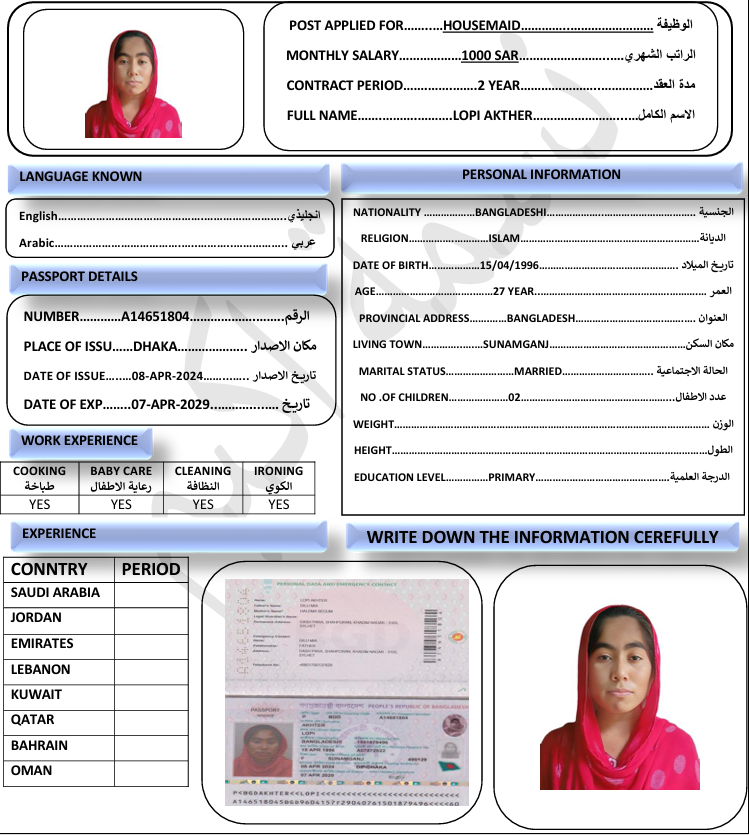 POST APPLIED FOR..........HOUSEMAID.................................... الوظيفة
MONTHLY SALARY.................1000 SAR.............................الراتب الشهري
CONTRACT PERIOD....................2 YEAR...................................مدة العقد
FULL NAME..........................LOPI AKTHER............................الاسم الكامل
LANGUAGE KNOWN
English.................................................................انجليذي
Arabic.................................................................. عربي
PASSPORT DETAILS
NUMBER............A14651804..........................الرقم
PLACE OF ISSU......DHAKA................... مكان الاصدار
DATE OF ISSUE.......08-APR-2024............. تاريخ الاصدار
DATE OF EXP........07-APR-2029.................. تاريخ
WORK EXPERIENCE
COOKING BABY CARE CLEANING IRONING
طباخة رعاية الاطفال النظافة الكوي
YES YES YES YES
PERSONAL INFORMATION
NATIONALITY ...............BANGLADESHI........................................... الجنسية
RELIGION.......................ISLAM................................................الديانة
DATE OF BIRTH...............15/04/1996........................................ تاريخ الميلاد
AGE...................................27 YEAR................................................. العمر
PROVINCIAL ADDRESS.............BANGLADESH................................... العنوان
LIVING TOWN......................SUNAMGANJ...................................مكان السكن
MARITAL STATUS....................MARRIED.......................... الحالة الاجتماعية
NO .OF CHILDREN.................02....................................... عدد الاطفال
WEIGHT.......................................................................................... الوزن
HEIGHT...........................................................................................الطول
EDUCATION LEVEL............PRIMARY......................................الدرجة العلمية
EXPERIENCE
CONNTRY PERIOD
SAUDI ARABIA
JORDAN
EMIRATES
LEBANON
KUWAIT
QATAR
BAHRAIN
OMAN
WRITE DOWN THE INFORMATION CEREFULLY
PERSONAL DATA AND EMERGENCY CONTACT
LOPI AKHTER
HALEMA BEGUM
SYLHET
FATHER
SYLHET
PASSPORT
PEOPLE'S REPUBLIC OF BANGLADESH
P BGD A14651804
AKHTER
LOPI
BANGLADESHI
15 APR 1996
F SUNAMGANJ
08 APR 2024 DIP/DHAKA
07 APR 2029